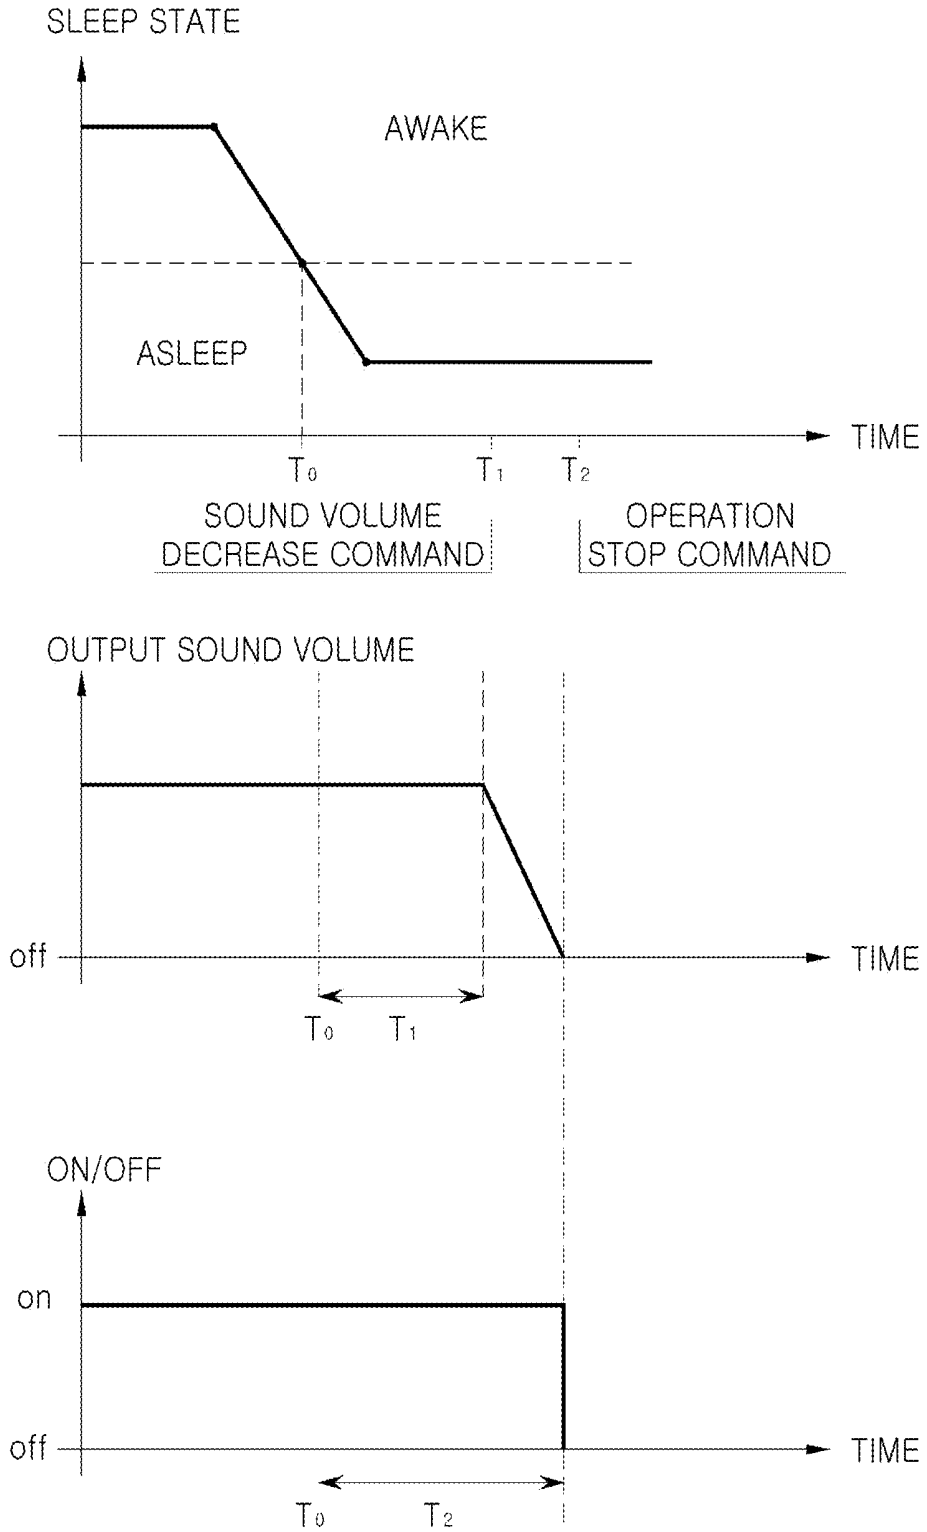 SLEEP STATE
AWAKE
ASLEEP
TIME
T₀ T₁ T₂
SOUND VOLUME
DECREASE COMMAND
OPERATION
STOP COMMAND
OUTPUT SOUND VOLUME
off
TIME
T₀ T₁
ON/OFF
on
off
TIME
T₀ T₂